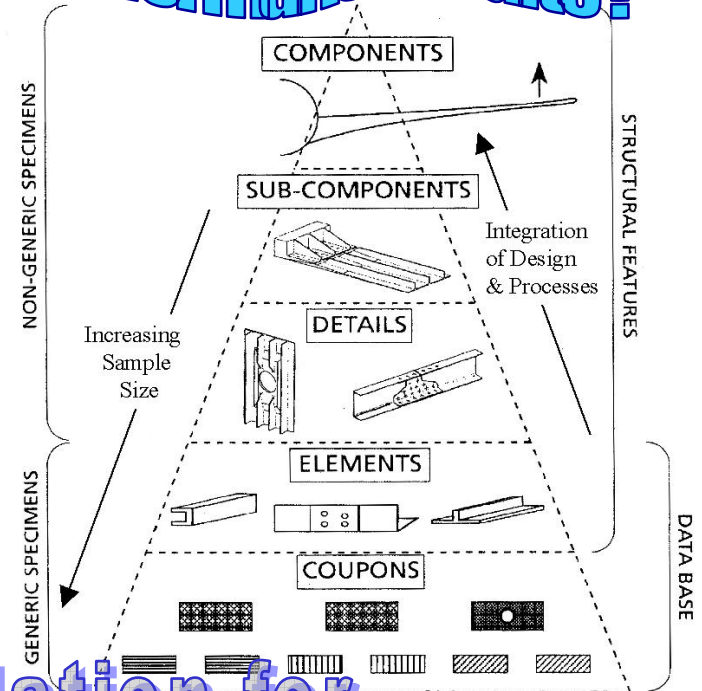 COMPONENTS
SUB-COMPONENTS
Integration
of Design
& Processes
DETAILS
Increasing
Sample
Size
ELEMENTS
COUPONS
NON-GENERIC SPECIMENS
GENERIC SPECIMENS
STRUCTURAL FEATURES
DATA BASE
for